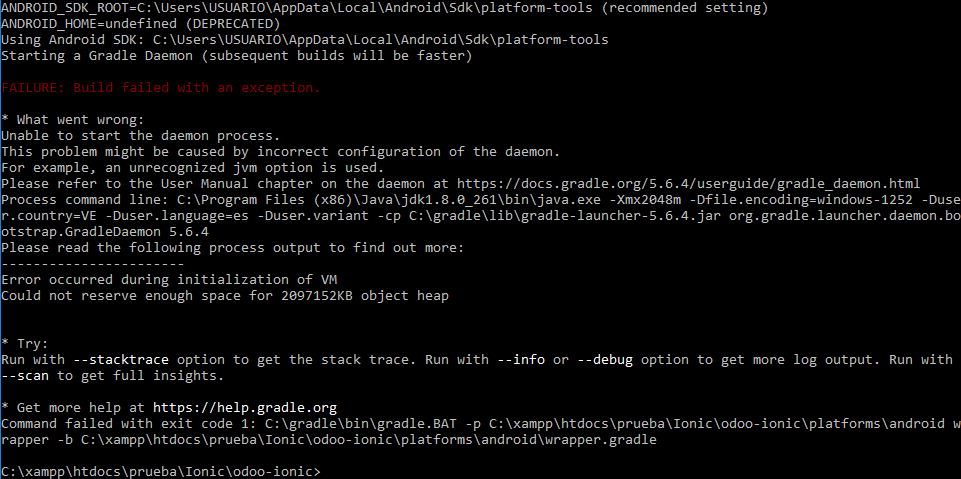 ANDROID_SDK_ROOT=C:\Users\USUARIO\AppData\Local\Android\Sdk\platform-tools (recommended setting)
ANDROID_HOME=undefined (DEPRECATED)
Using Android SDK: C:\Users\USUARIO\AppData\Local\Android\Sdk\platform-tools
Starting a Gradle Daemon (subsequent builds will be faster)
FAILURE: Build failed with an exception.
* What went wrong:
Unable to start the daemon process.
This problem might be caused by incorrect configuration of the daemon.
For example, an unrecognized jvm option is used.
Please refer to the User Manual chapter on the daemon at https://docs.gradle.org/5.6.4/userguide/gradle_daemon.html
Process command line: C:\Program Files (x86)\Java\jdk1.8.0_261\bin\java.exe -Xmx2048m -Dfile.encoding=windows-1252 -Duse
r.country=VE -Duser.language=es -Duser.variant -cp C:\gradle\lib\gradle-launcher-5.6.4.jar org.gradle.launcher.daemon.bo
otstrap.GradleDaemon 5.6.4
Please read the following process output to find out more:
-----------------------
Error occurred during initialization of VM
Could not reserve enough space for 2097152KB object heap
* Try:
Run with --stacktrace option to get the stack trace. Run with --info or --debug option to get more log output. Run with
--scan to get full insights.
* Get more help at https://help.gradle.org
Command failed with exit code 1: C:\gradle\bin\gradle.BAT -p C:\xampp\htdocs\prueba\Ionic\odoo-ionic\platforms\android w
rapper -b C:\xampp\htdocs\prueba\Ionic\odoo-ionic\platforms\android\wrapper.gradle
C:\xampp\htdocs\prueba\Ionic\odoo-ionic>